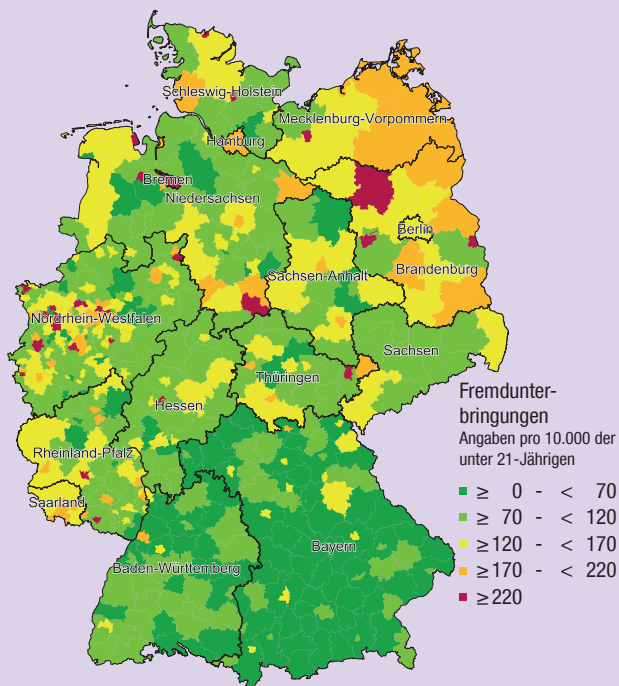 Schleswig-Holstein
Mecklenburg-Vorpommern
Hamburg
Bremen
Niedersachsen
Berlin
Sachsen-Anhalt
Brandenburg
Nordrhein-Westfalen
Sachsen
Thüringen
Hessen
Rheinland-Pfalz
Saarland
Bayern
Baden-Württemberg
Fremdunter-
bringungen
Angaben pro 10.000 der
unter 21-Jährigen
≥ 0 - < 70
≥ 70 - < 120
≥120 - < 170
≥170 - < 220
≥220